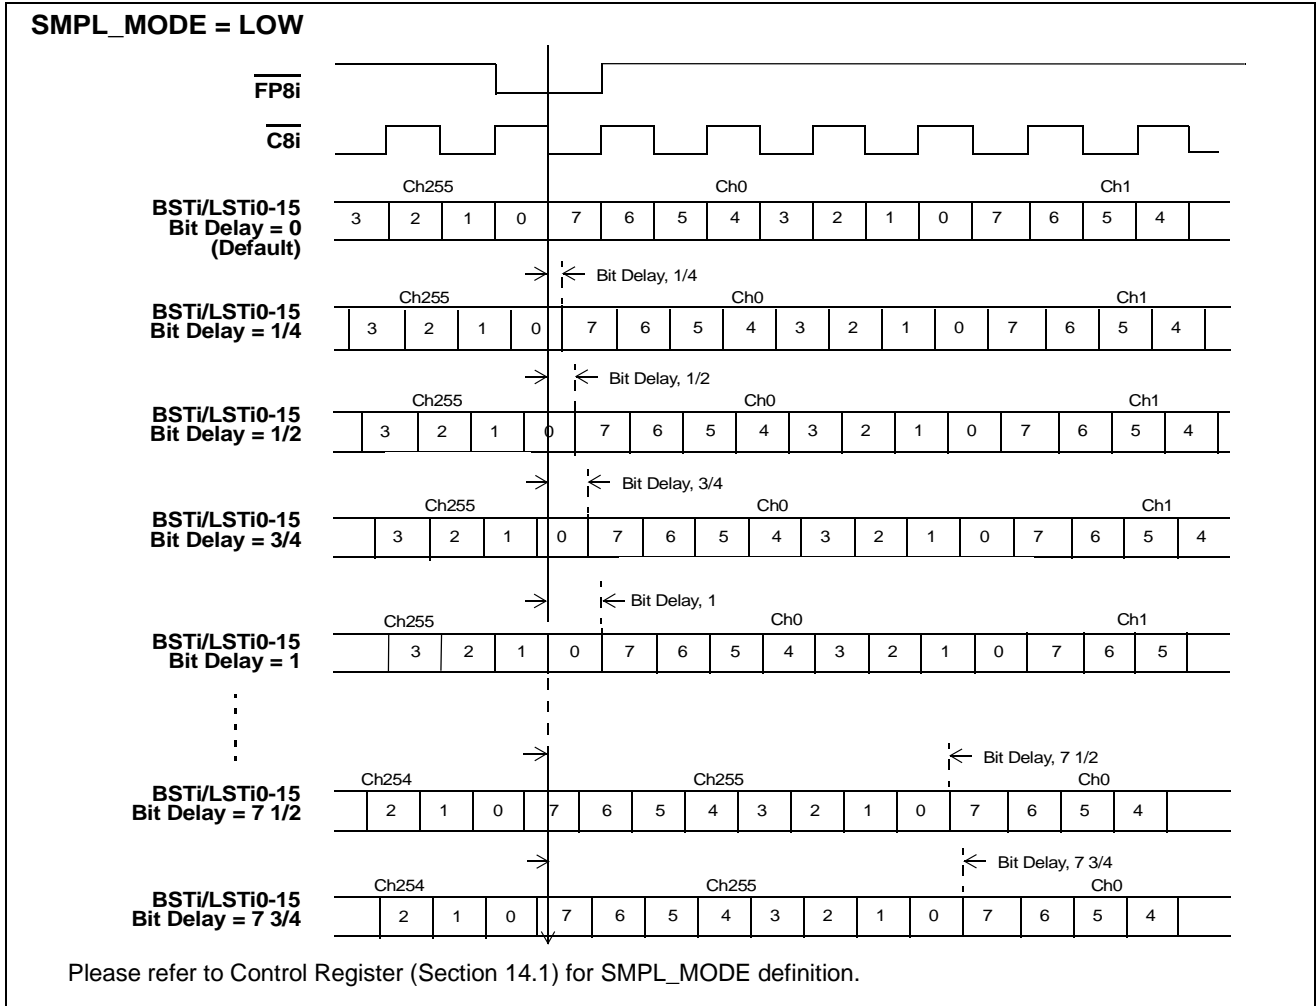 SMPL_MODE = LOW
FP8i
C8i
Ch255 Ch0 Ch1
BSTi/LSTi0-15
Bit Delay = 0
(Default)
3 2 1 0 7 6 5 4 3 2 1 0 7 6 5 4
Bit Delay, 1/4
Ch255 Ch0 Ch1
BSTi/LSTi0-15
Bit Delay = 1/4
3 2 1 0 7 6 5 4 3 2 1 0 7 6 5 4
Bit Delay, 1/2
Ch255 Ch0 Ch1
BSTi/LSTi0-15
Bit Delay = 1/2
3 2 1 0 7 6 5 4 3 2 1 0 7 6 5 4
Bit Delay, 3/4
Ch255 Ch0 Ch1
BSTi/LSTi0-15
Bit Delay = 3/4
3 2 1 0 7 6 5 4 3 2 1 0 7 6 5 4
Bit Delay, 1
Ch255 Ch0 Ch1
BSTi/LSTi0-15
Bit Delay = 1
3 2 1 0 7 6 5 4 3 2 1 0 7 6 5
Bit Delay, 7 1/2
Ch254 Ch255 Ch0
BSTi/LSTi0-15
Bit Delay = 7 1/2
2 1 0 7 6 5 4 3 2 1 0 7 6 5 4
Bit Delay, 7 3/4
Ch254 Ch255 Ch0
BSTi/LSTi0-15
Bit Delay = 7 3/4
2 1 0 7 6 5 4 3 2 1 0 7 6 5 4
Please refer to Control Register (Section 14.1) for SMPL_MODE definition.